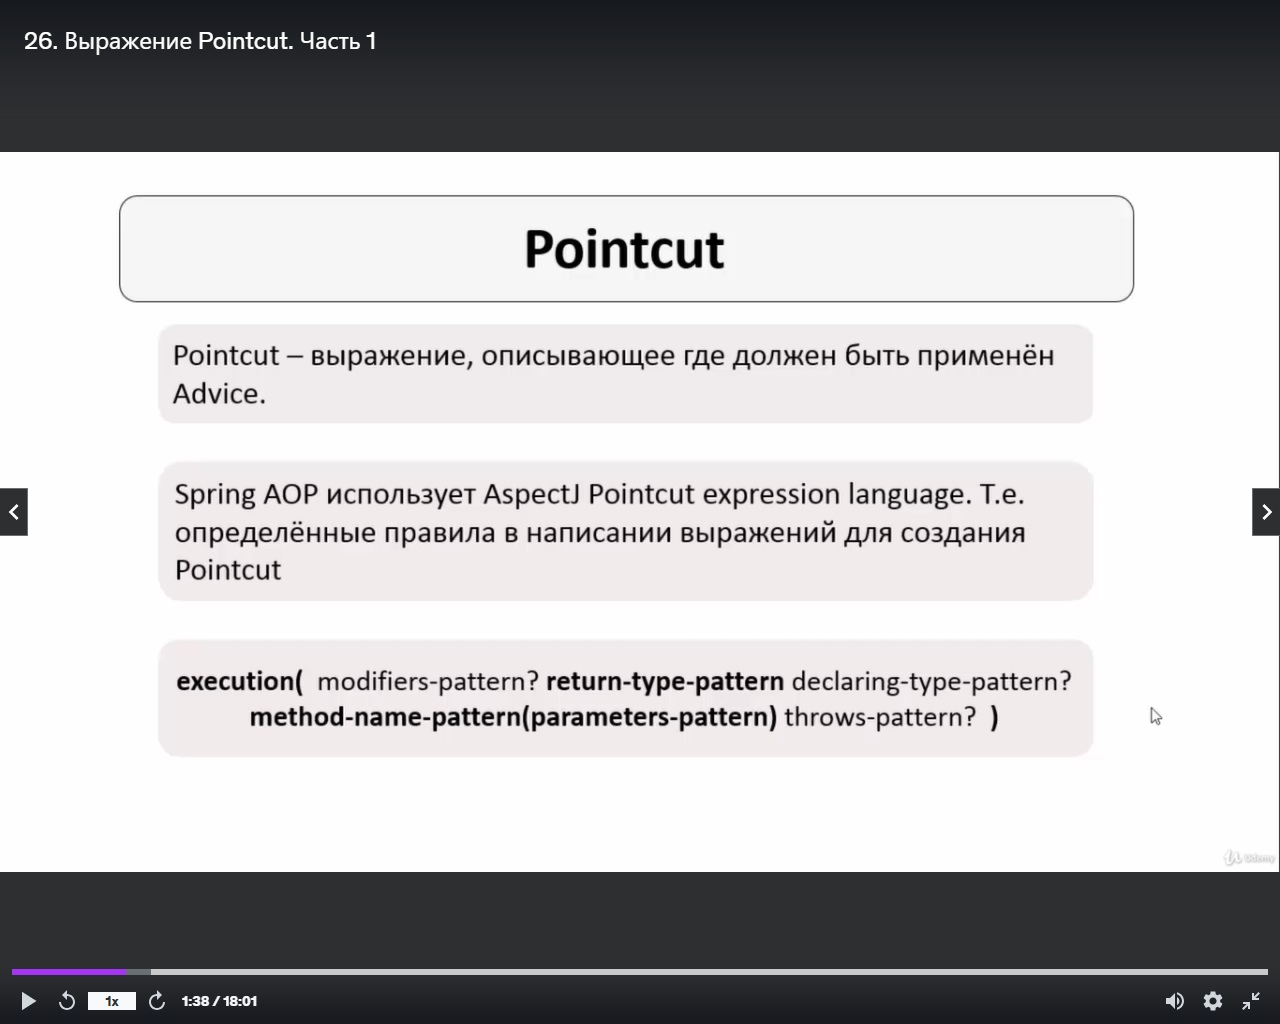 26. Выражение Pointcut. Часть 1
Pointcut
Pointcut – выражение, описывающее где должен быть применён
Advice.
Spring AOP использует AspectJ Pointcut expression language. Т.е.
определённые правила в написании выражений для создания
Pointcut
execution( modifiers-pattern? return-type-pattern declaring-type-pattern?
method-name-pattern(parameters-pattern) throws-pattern? )
Udemy
1x
1:38 / 18:01